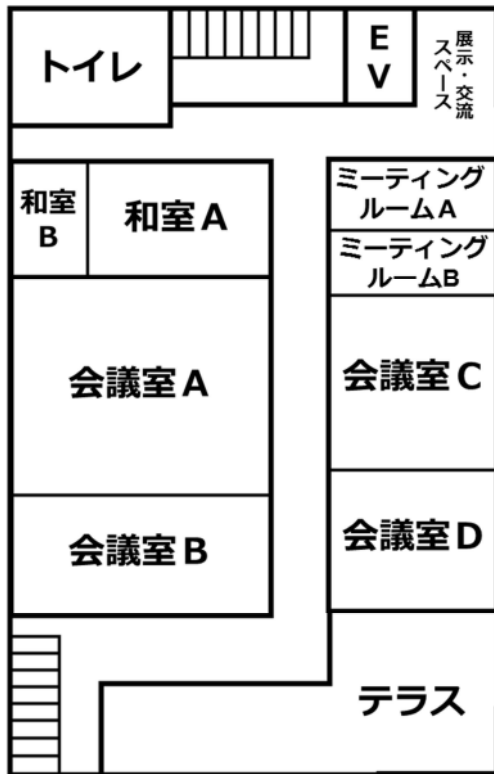 トイレ
EV
展示・交流
スペース
和室B
和室A
ミーティング
ルームA
ミーティング
ルームB
会議室A
会議室C
会議室B
会議室D
テラス